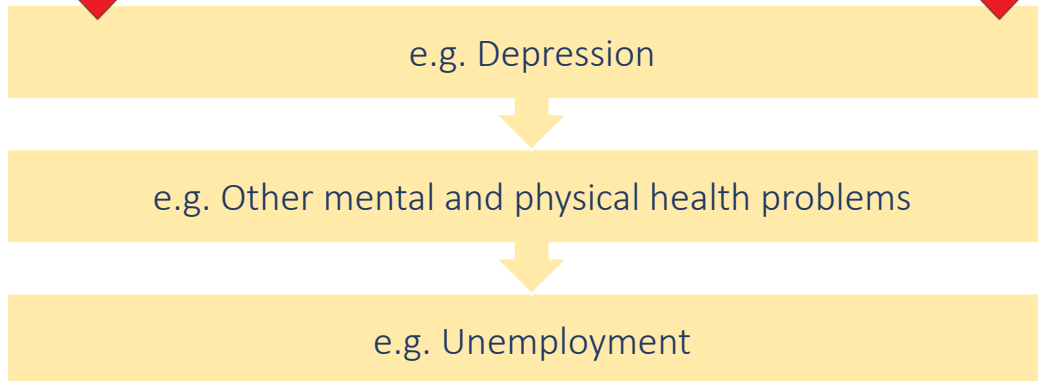 e.g. Depression
e.g. Other mental and physical health problems
e.g. Unemployment